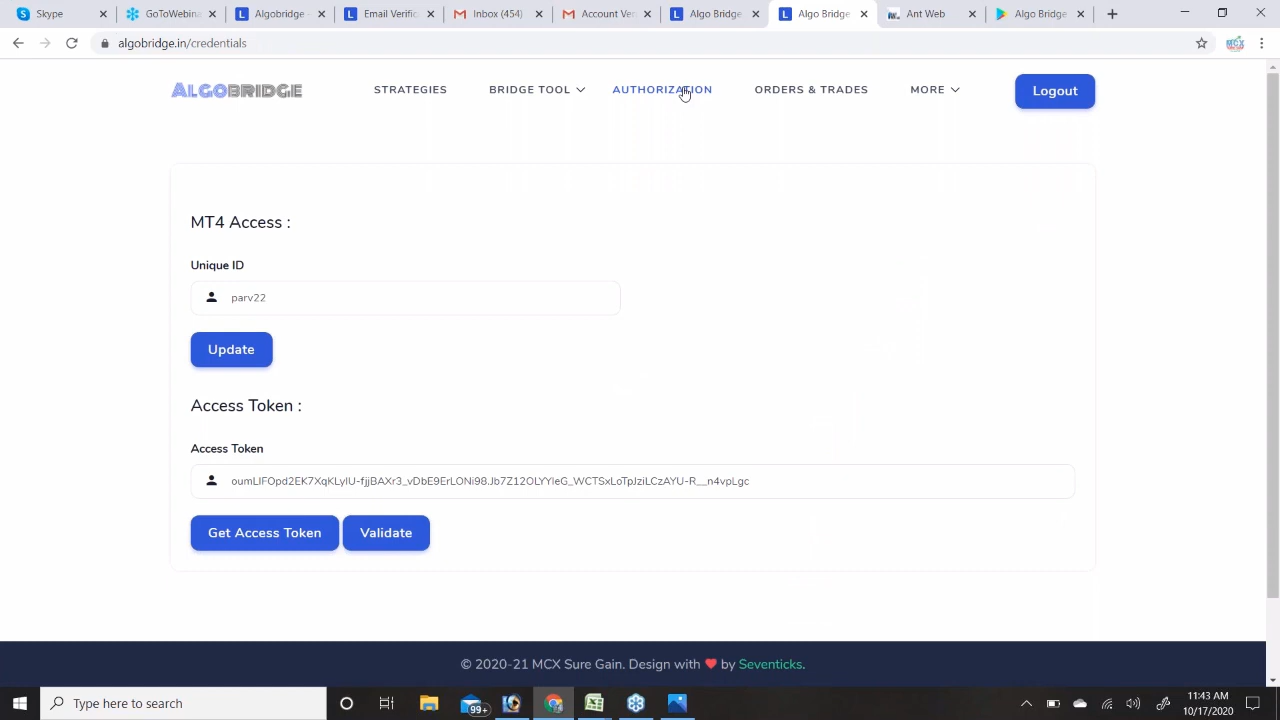 Skype
GoToWebina
Algobridge
Email Verific
Inbox (454)
Account Ver
Algo Bridge
Algo Bridge
Ant Web
Algo Bridge
algobridge.in/credentials
ALGOBRIDGE
STRATEGIES
BRIDGE TOOL
AUTHORIZATION
ORDERS & TRADES
MORE
Logout
MT4 Access :
Unique ID
parv22
Update
Access Token :
Access Token
Get Access Token
Validate
© 2020-21 MCX Sure Gain. Design with ❤ by Seventicks.
Type here to search
99+
11:43 AM
10/17/2020